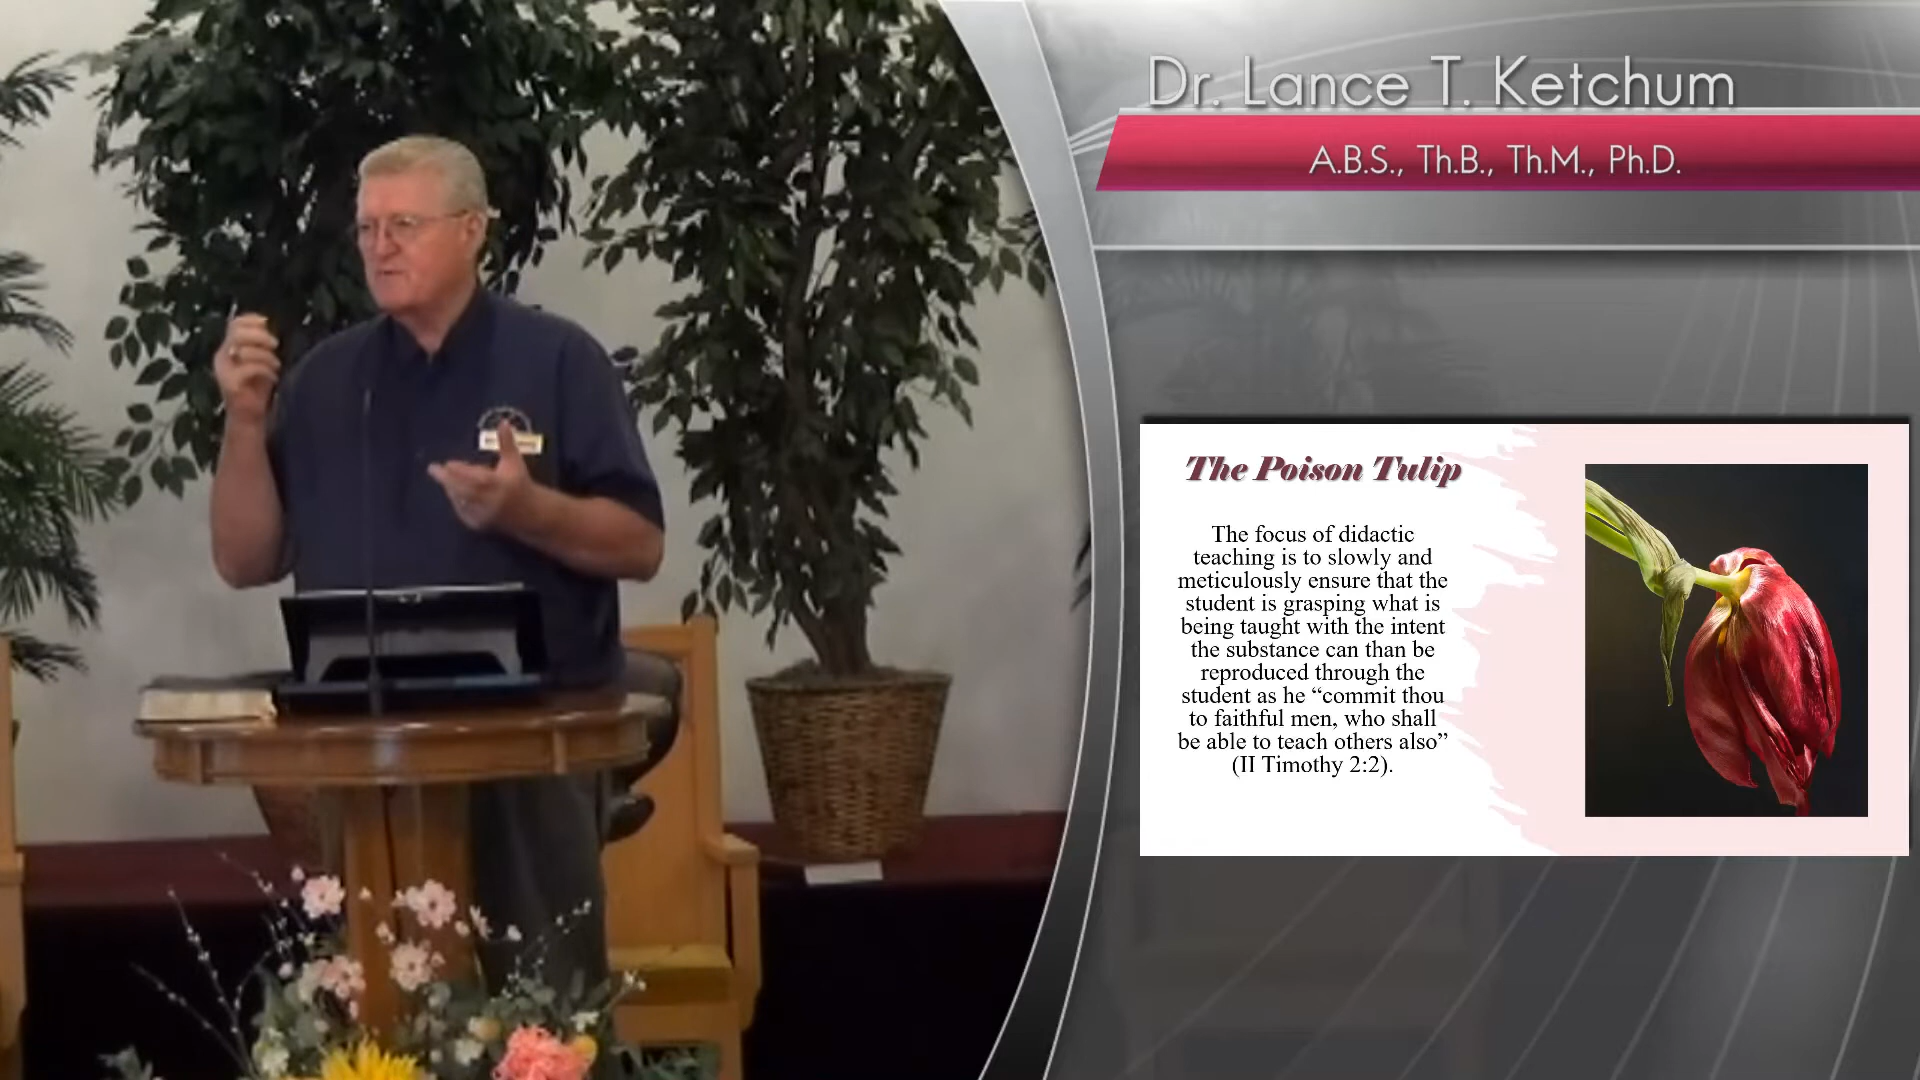 Dr. Lance T. Ketchum
A.B.S., Th.B., Th.M., Ph.D.
The Poison Tulip
The focus of didactic
teaching is to slowly and
meticulously ensure that the
student is grasping what is
being taught with the intent
the substance can than be
reproduced through the
student as he “commit thou
to faithful men, who shall
be able to teach others also”
(II Timothy 2:2).